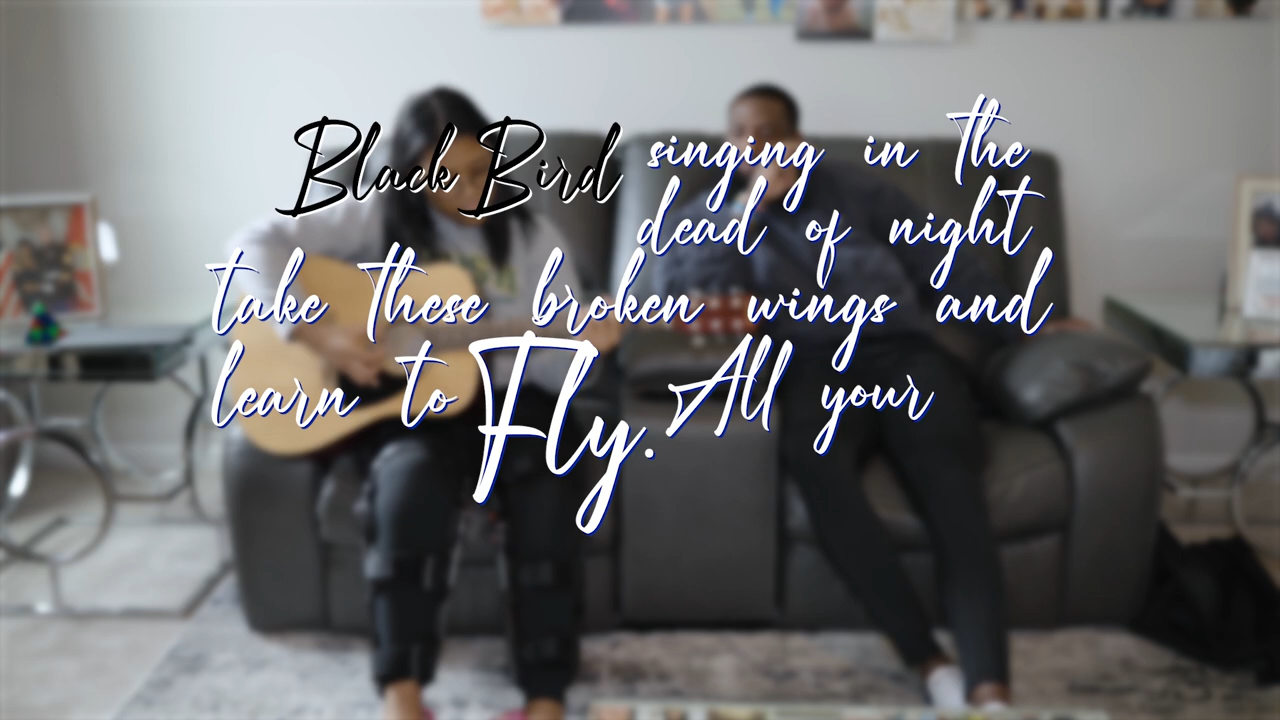 Black Bird singing in the
dead of night
take these broken wings and
learn to Fly. All your